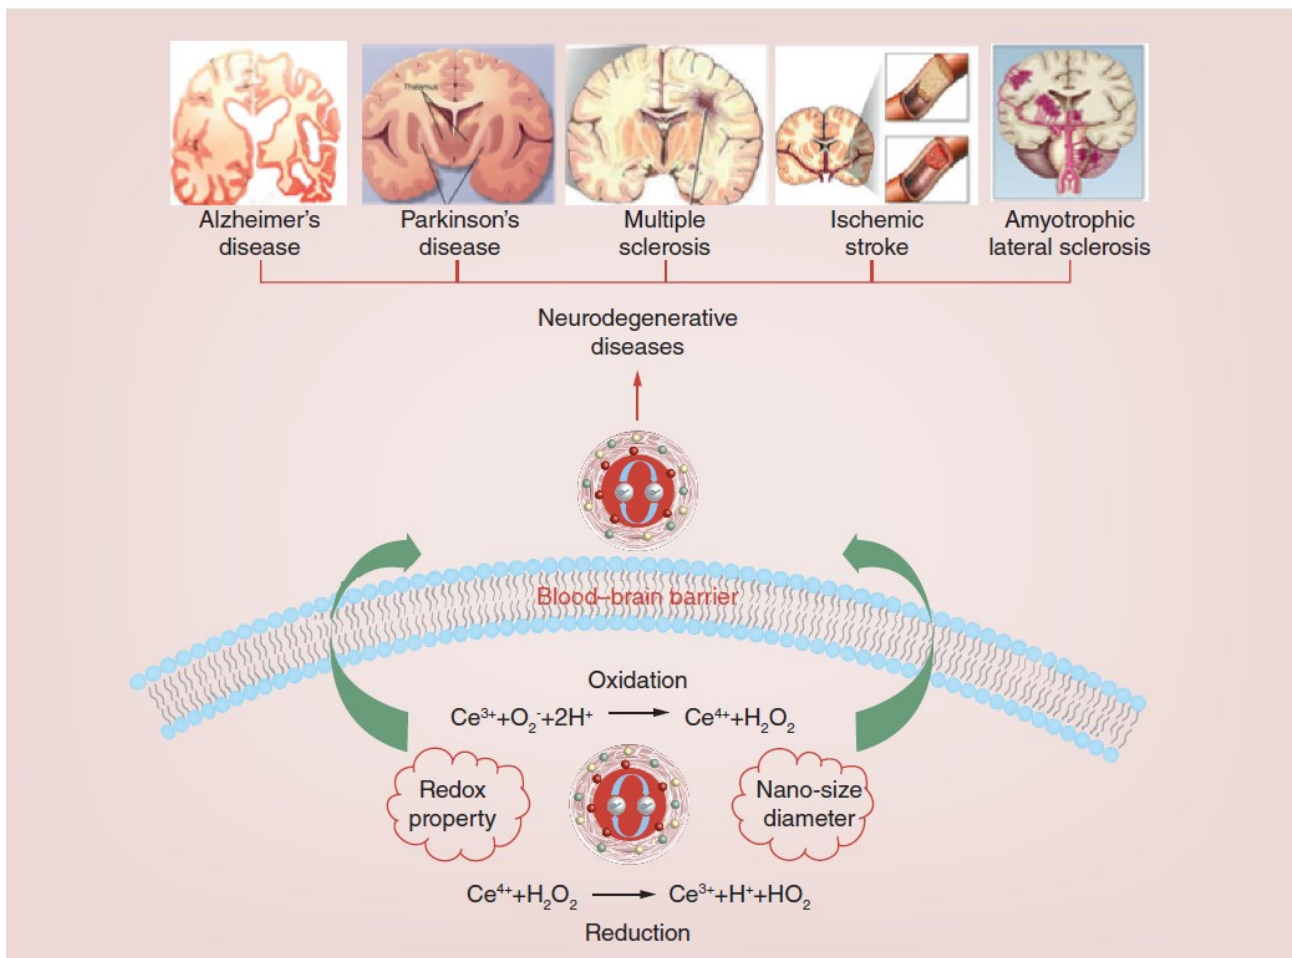 Thalamus
Alzheimer's
disease
Parkinson's
disease
Multiple
sclerosis
Ischemic
stroke
Amyotrophic
lateral sclerosis
Neurodegenerative
diseases
Blood–brain barrier
Oxidation
Ce³⁺+O₂⁻+2H⁺ → Ce⁴⁺+H₂O₂
Redox
property
Nano-size
diameter
Ce⁴⁺+H₂O₂ → Ce³⁺+H⁺+HO₂
Reduction